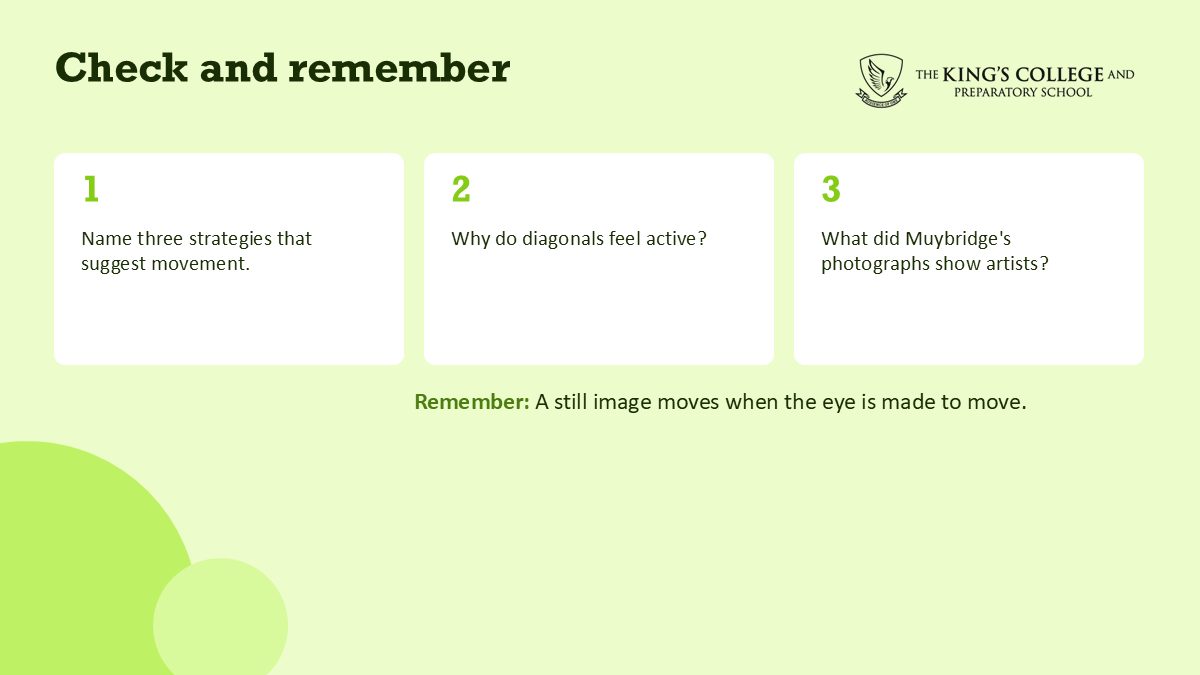 Check and remember
THE KING'S COLLEGE AND
PREPARATORY SCHOOL
1
Name three strategies that
suggest movement.
2
Why do diagonals feel active?
3
What did Muybridge's
photographs show artists?
Remember: A still image moves when the eye is made to move.